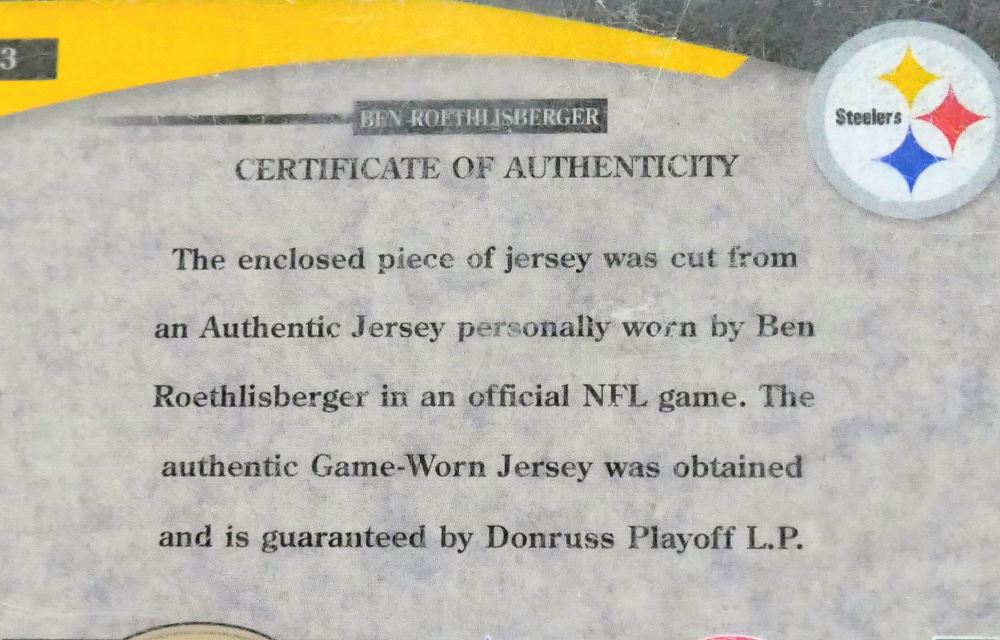 3
BEN ROETHLISBERGER
Steelers
CERTIFICATE OF AUTHENTICITY
The enclosed piece of jersey was cut from
an Authentic Jersey personally worn by Ben
Roethlisberger in an official NFL game. The
authentic Game-Worn Jersey was obtained
and is guaranteed by Donruss Playoff L.P.